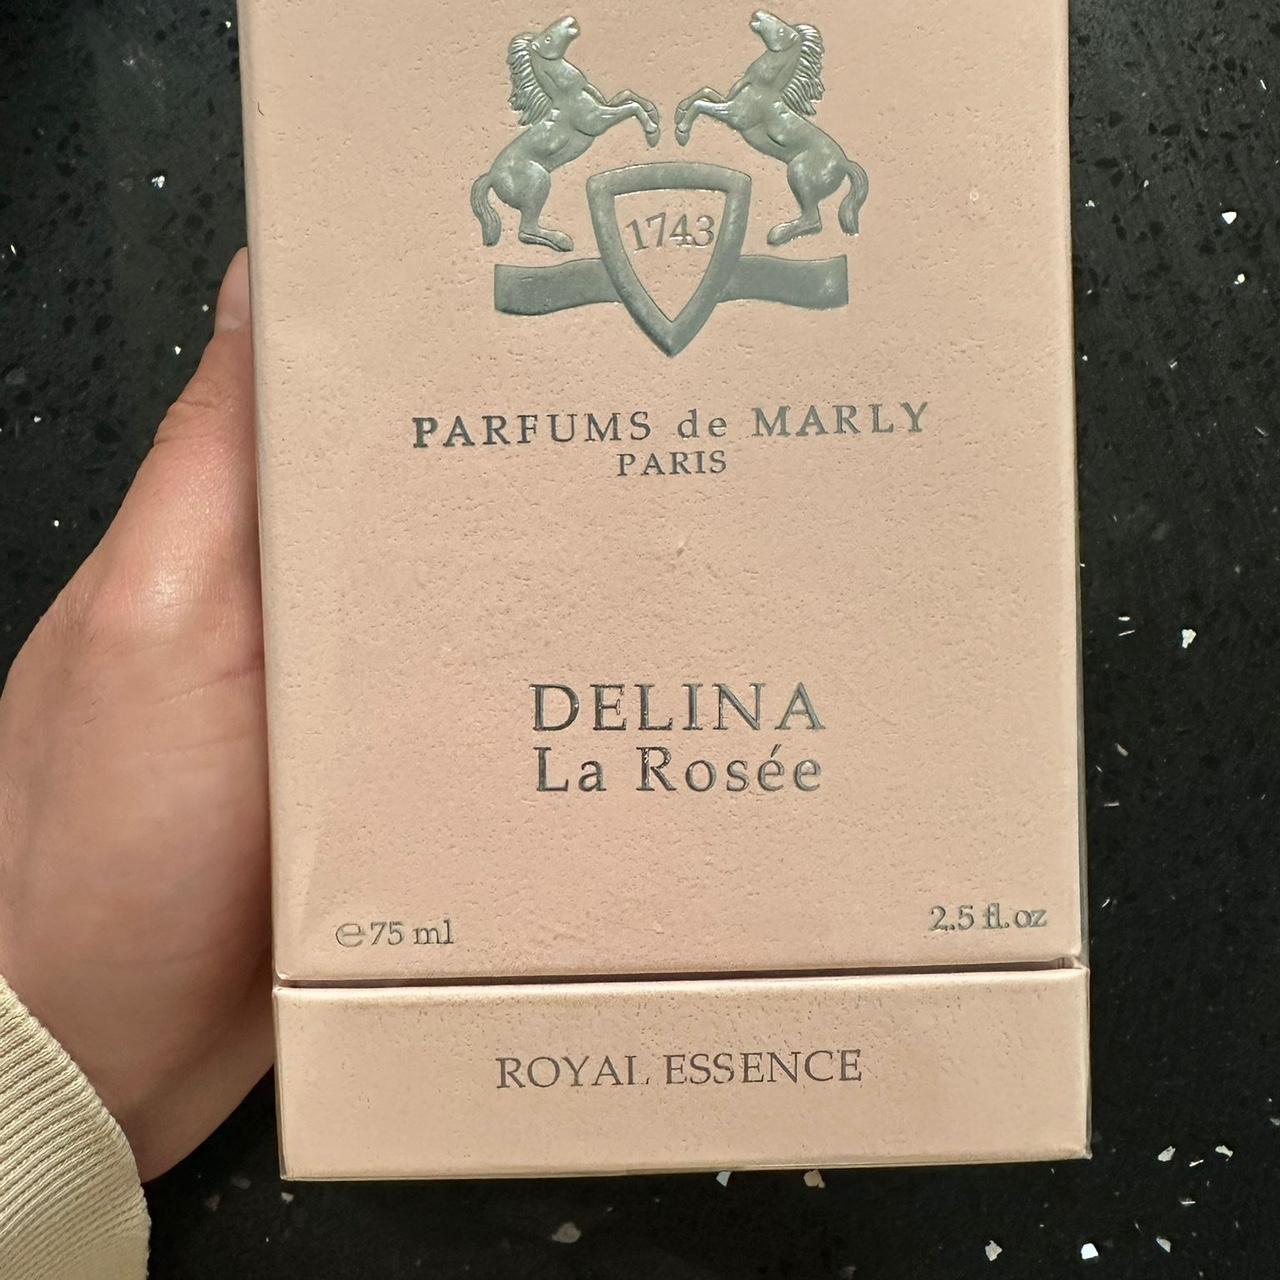 1743
PARFUMS de MARLY
PARIS
DELINA
La Rosée
℮75 ml
2.5 fl.oz
ROYAL ESSENCE